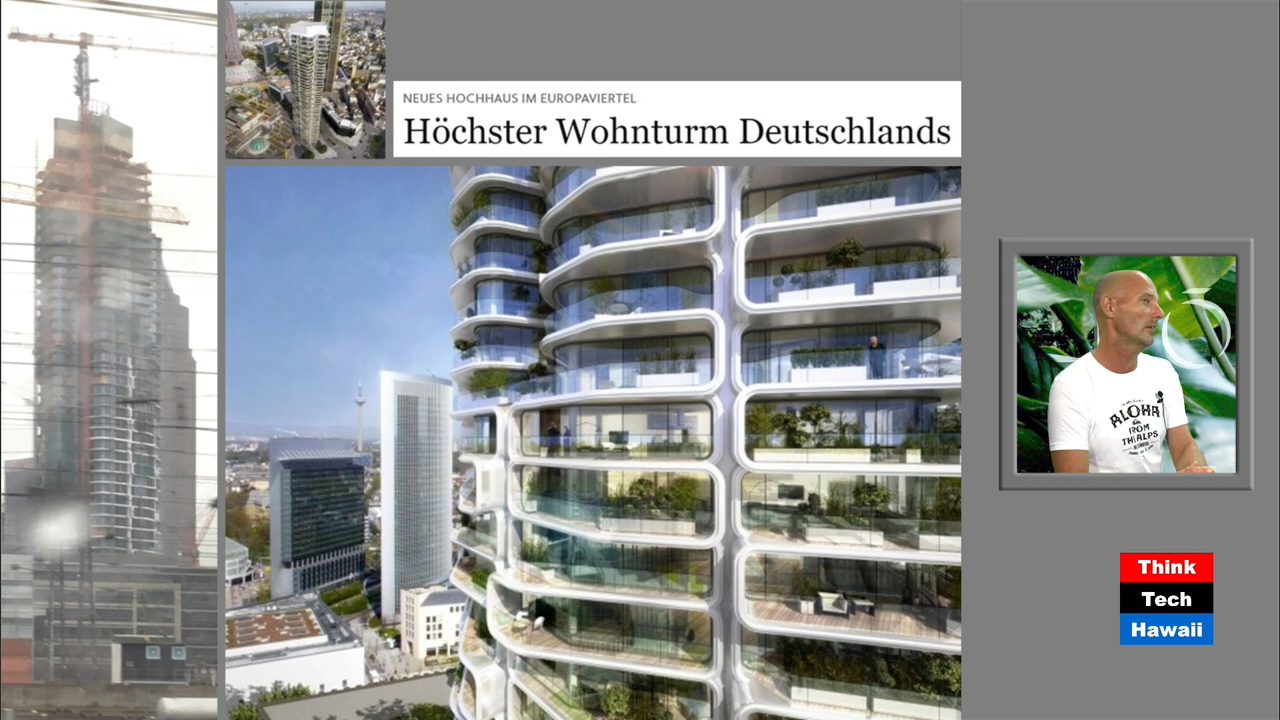 NEUES HOCHHAUS IM EUROPAVIERTEL
Höchster Wohnturm Deutschlands
ALOHA
FROM
Think
Tech
Hawaii